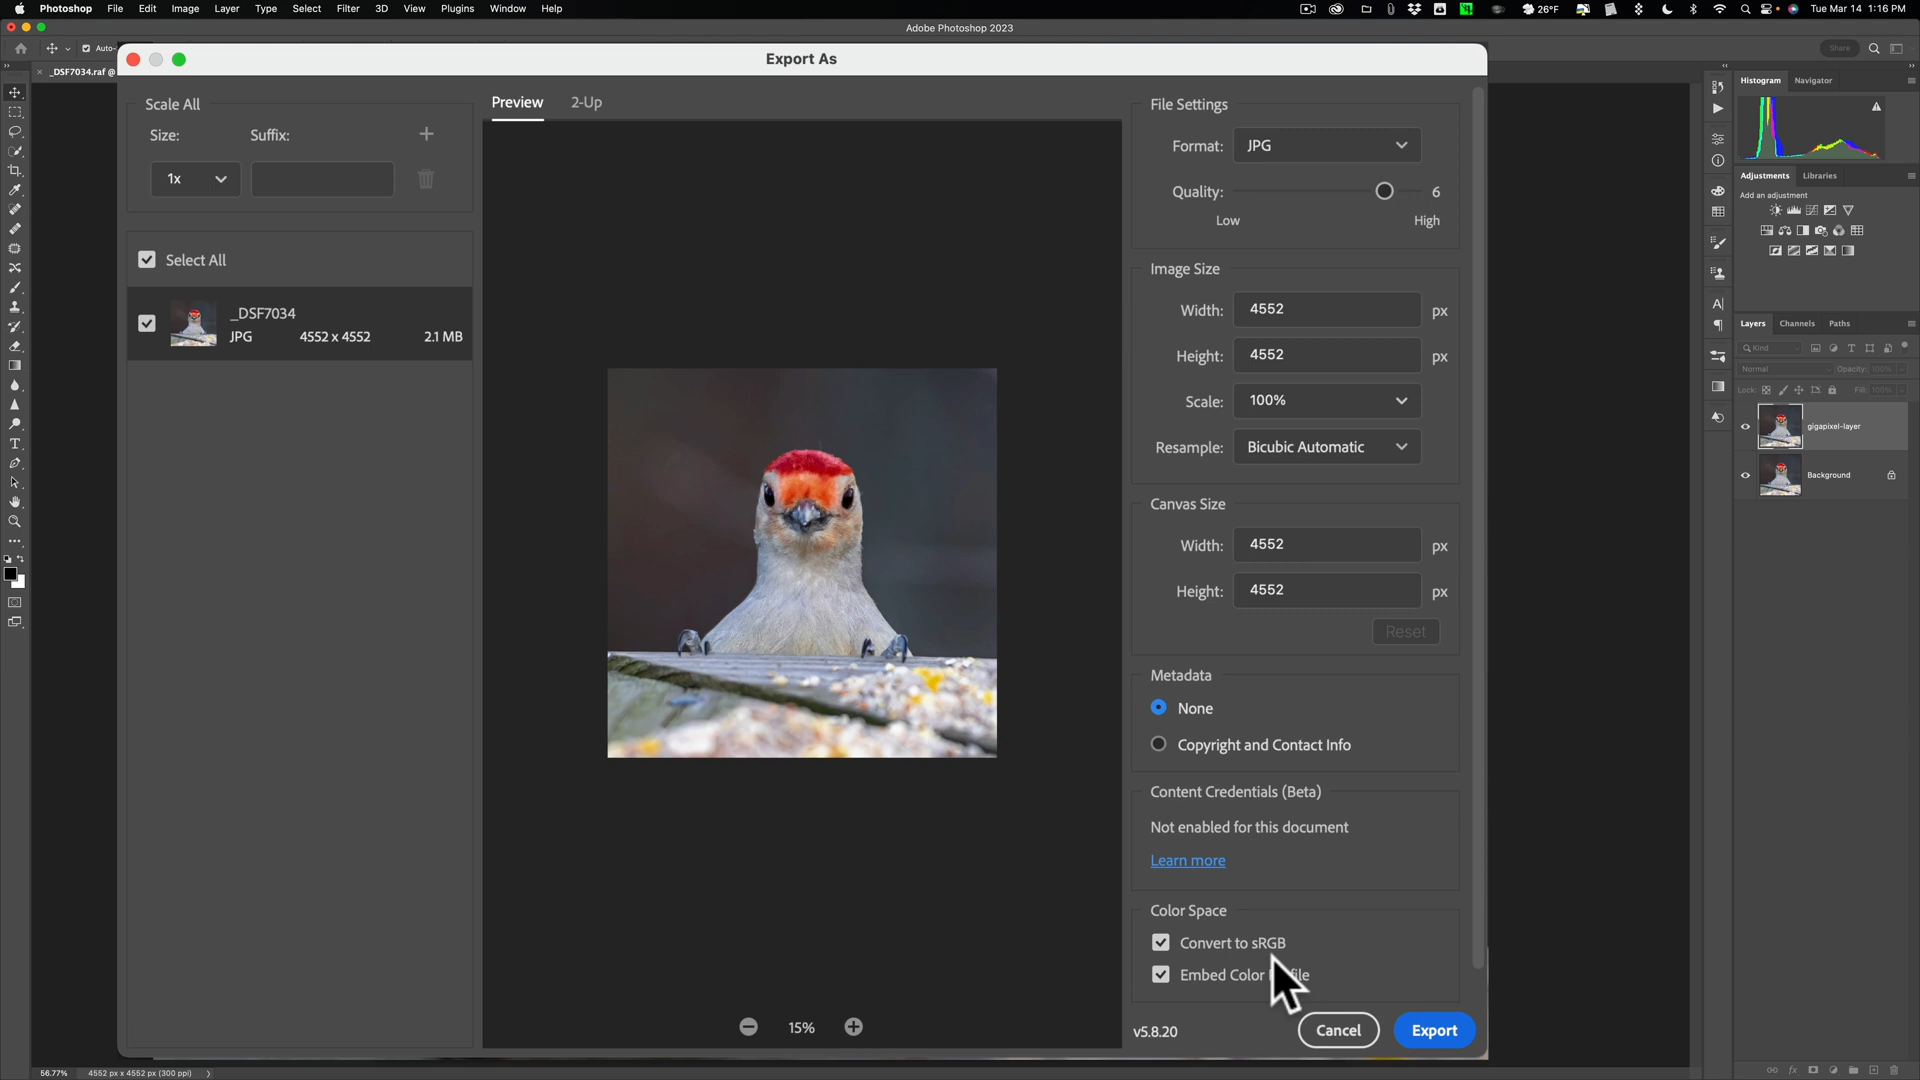 Photoshop File Edit Image Layer Type Select Filter 3D View Plugins Window Help 26°F Tue Mar 14 1:16 PM
Adobe Photoshop 2023
Auto- Share
_DSF7034.raf @
Export As
Histogram Navigator
Scale All
Size: Suffix:
1x
Select All
_DSF7034
JPG 4552 x 4552 2.1 MB
Preview 2-Up
15%
File Settings
Format: JPG
Quality: 6
Low High
Image Size
Width: 4552 px
Height: 4552 px
Scale: 100%
Resample: Bicubic Automatic
Canvas Size
Width: 4552 px
Height: 4552 px
Reset
Metadata
None
Copyright and Contact Info
Content Credentials (Beta)
Not enabled for this document
Learn more
Color Space
Convert to sRGB
Embed Color file
v5.8.20 Cancel Export
Adjustments Libraries
Add an adjustment
Layers Channels Paths
Kind
Normal Opacity: 100%
Lock: Fill: 100%
gigapixel-layer
Background
56.77% 4552 px x 4552 px (300 ppi)